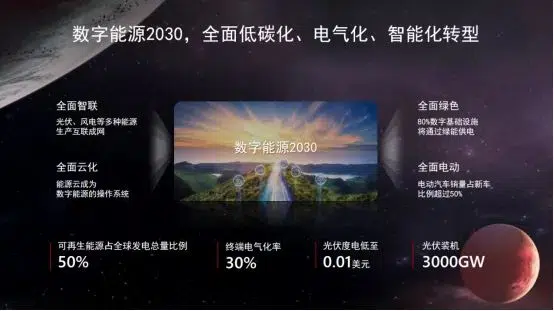 数字能源2030，全面低碳化、电气化、智能化转型
全面智联
光伏、风电等多种能源
生产互联成网
全面云化
能源云成为
数字能源的操作系统
数字能源2030
全面绿色
80%数字基础设施
将通过绿能供电
全面电动
电动汽车销量占新车
比例超过50%
可再生能源占全球发电总量比例
50%
终端电气化率
30%
光伏度电低至
0.01美元
光伏装机
3000GW